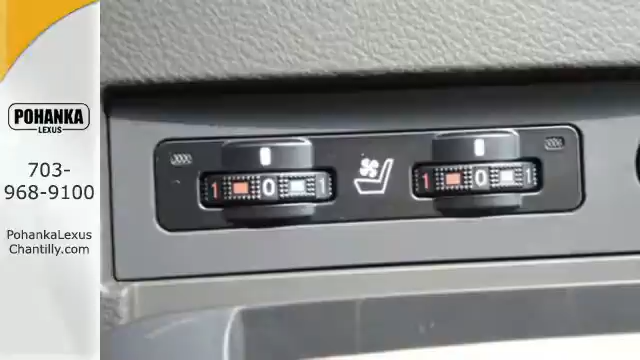 POHANKA
LEXUS
703-
968-9100
PohankaLexus
Chantilly.com
1 0 1
1 0 1